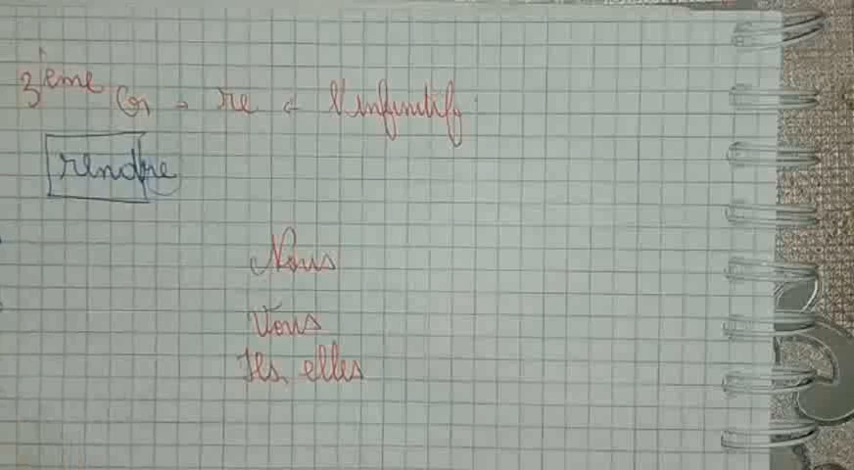 3ème Gr → re à l'infinitif:
rendre
Nous
Vous
Ils, elles